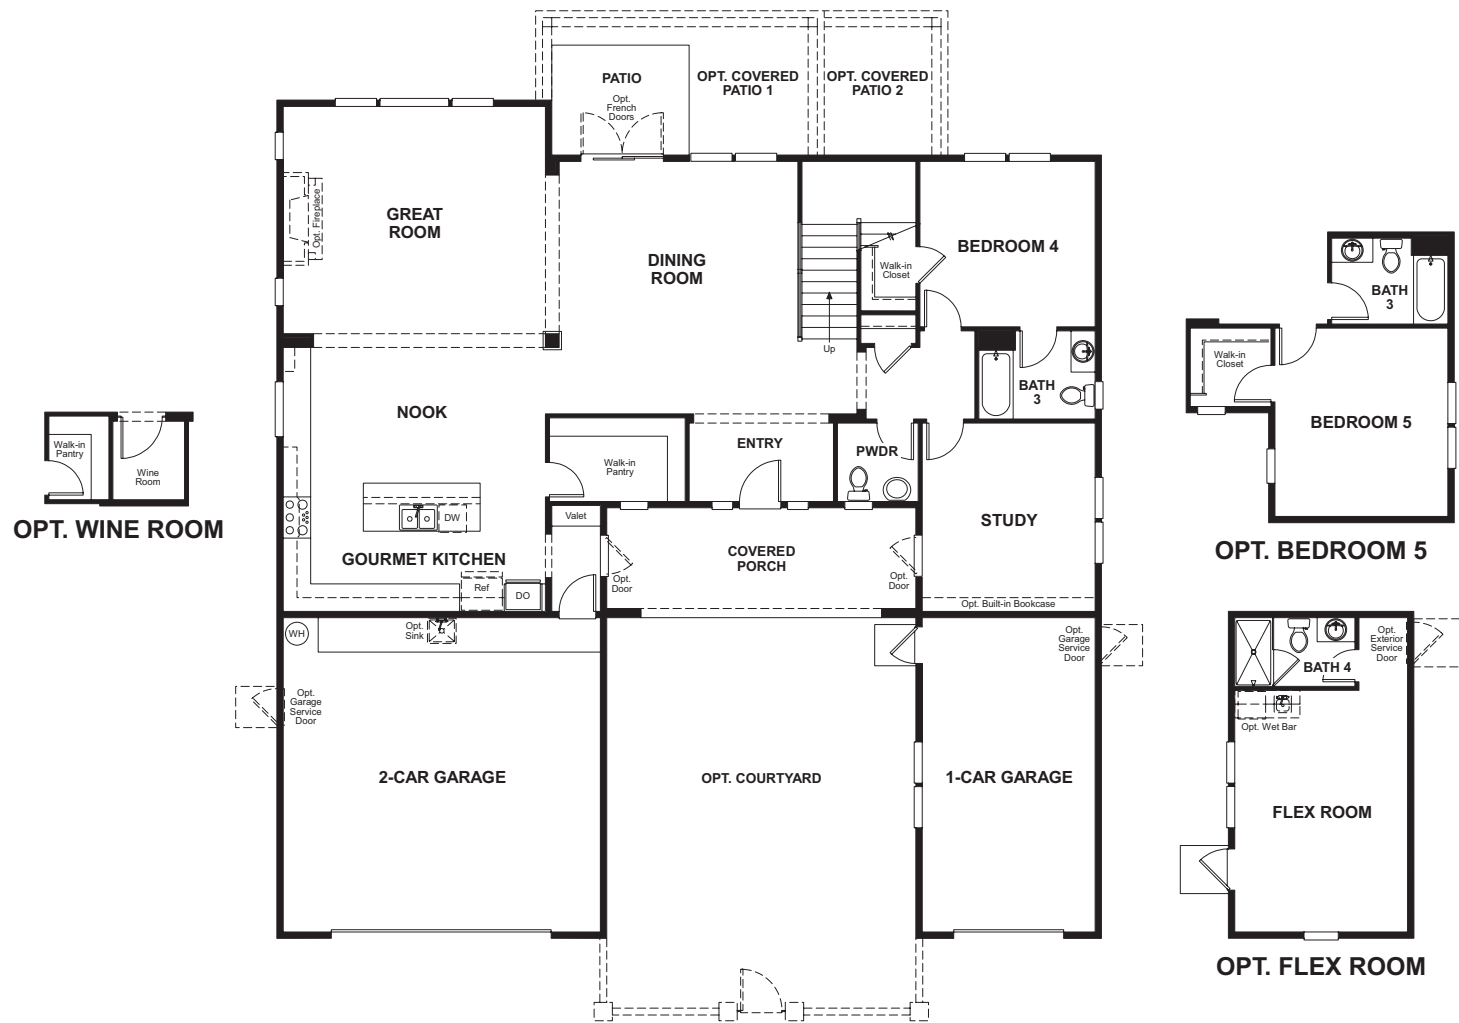 PATIO
OPT. COVERED
PATIO 1
OPT. COVERED
PATIO 2
Opt.
French
Doors
GREAT
ROOM
Opt. Fireplace
DINING
ROOM
BEDROOM 4
Walk-in
Closet
Up
BATH
3
NOOK
Walk-in
Pantry
ENTRY
PWDR
STUDY
DW
Valet
GOURMET KITCHEN
COVERED
PORCH
Opt.
Door
Opt.
Door
Ref
DO
Opt. Built-in Bookcase
WH
Opt.
Sink
Opt.
Garage
Service
Door
Opt.
Garage
Service
Door
2-CAR GARAGE
OPT. COURTYARD
1-CAR GARAGE
Walk-in
Pantry
Wine
Room
OPT. WINE ROOM
BATH
3
Walk-in
Closet
BEDROOM 5
OPT. BEDROOM 5
Opt.
Exterior
Service
Door
BATH 4
Opt. Wet Bar
FLEX ROOM
OPT. FLEX ROOM